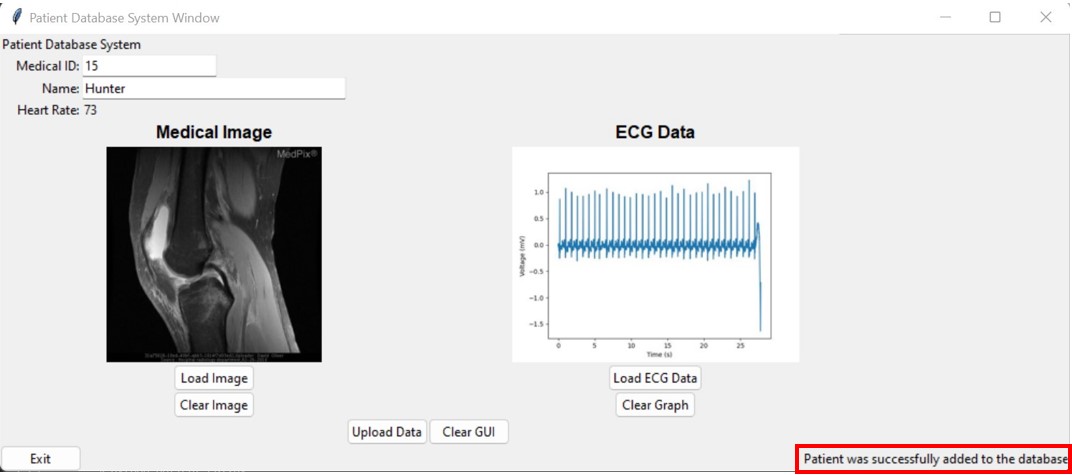 Patient Database System Window
Patient Database System
Medical ID: 15
Name: Hunter
Heart Rate: 73
Medical Image
ECG Data
MedPix®
1.0
0.5
0.0
−0.5
−1.0
−1.5
Voltage (mV)
0 5 10 15 20 25
Time (s)
Load Image
Load ECG Data
Clear Image
Clear Graph
Upload Data Clear GUI
Exit
Patient was successfully added to the database